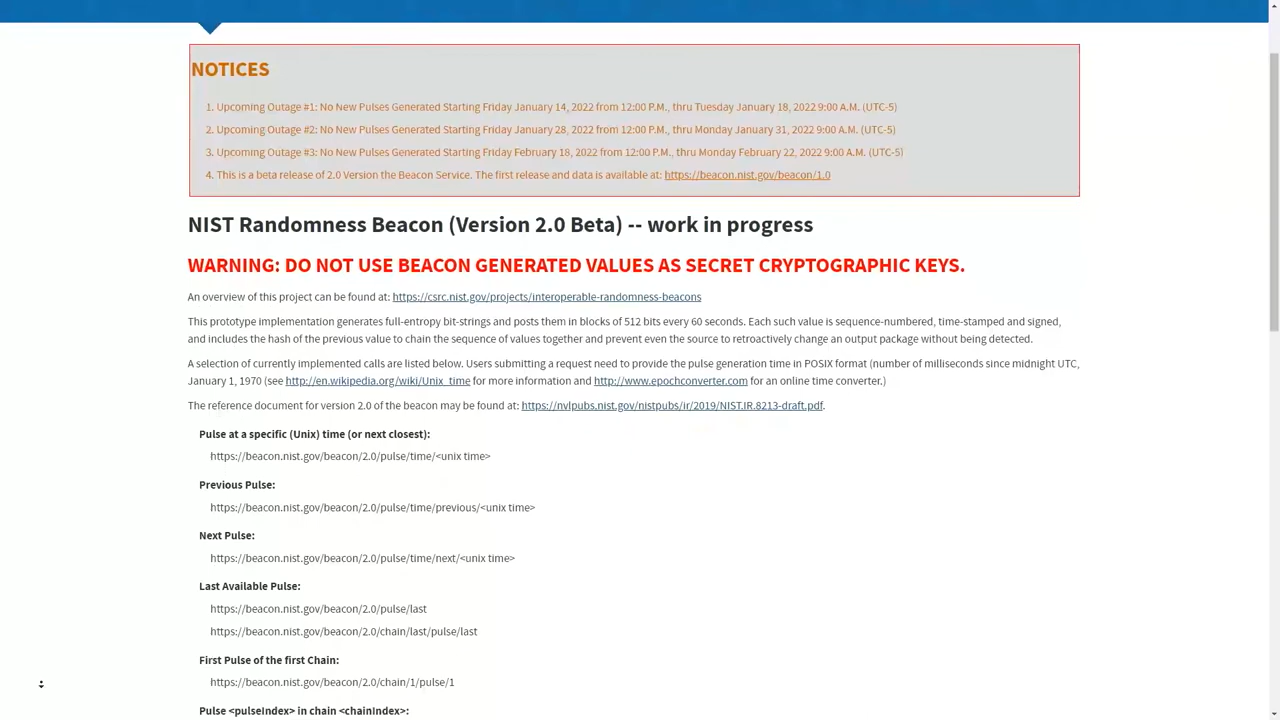 NOTICES
1. Upcoming Outage #1: No New Pulses Generated Starting Friday January 14, 2022 from 12:00 P.M., thru Tuesday January 18, 2022 9:00 A.M. (UTC-5)
2. Upcoming Outage #2: No New Pulses Generated Starting Friday January 28, 2022 from 12:00 P.M., thru Monday January 31, 2022 9:00 A.M. (UTC-5)
3. Upcoming Outage #3: No New Pulses Generated Starting Friday February 18, 2022 from 12:00 P.M., thru Monday February 22, 2022 9:00 A.M. (UTC-5)
4. This is a beta release of 2.0 Version the Beacon Service. The first release and data is available at: https://beacon.nist.gov/beacon/1.0
NIST Randomness Beacon (Version 2.0 Beta) -- work in progress
WARNING: DO NOT USE BEACON GENERATED VALUES AS SECRET CRYPTOGRAPHIC KEYS.
An overview of this project can be found at: https://csrc.nist.gov/projects/interoperable-randomness-beacons
This prototype implementation generates full-entropy bit-strings and posts them in blocks of 512 bits every 60 seconds. Each such value is sequence-numbered, time-stamped and signed,
and includes the hash of the previous value to chain the sequence of values together and prevent even the source to retroactively change an output package without being detected.
A selection of currently implemented calls are listed below. Users submitting a request need to provide the pulse generation time in POSIX format (number of milliseconds since midnight UTC,
January 1, 1970 (see http://en.wikipedia.org/wiki/Unix_time for more information and http://www.epochconverter.com for an online time converter.)
The reference document for version 2.0 of the beacon may be found at: https://nvlpubs.nist.gov/nistpubs/ir/2019/NIST.IR.8213-draft.pdf.
Pulse at a specific (Unix) time (or next closest):
https://beacon.nist.gov/beacon/2.0/pulse/time/<unix time>
Previous Pulse:
https://beacon.nist.gov/beacon/2.0/pulse/time/previous/<unix time>
Next Pulse:
https://beacon.nist.gov/beacon/2.0/pulse/time/next/<unix time>
Last Available Pulse:
https://beacon.nist.gov/beacon/2.0/pulse/last
https://beacon.nist.gov/beacon/2.0/chain/last/pulse/last
First Pulse of the first Chain:
https://beacon.nist.gov/beacon/2.0/chain/1/pulse/1
Pulse <pulseIndex> in chain <chainIndex>: